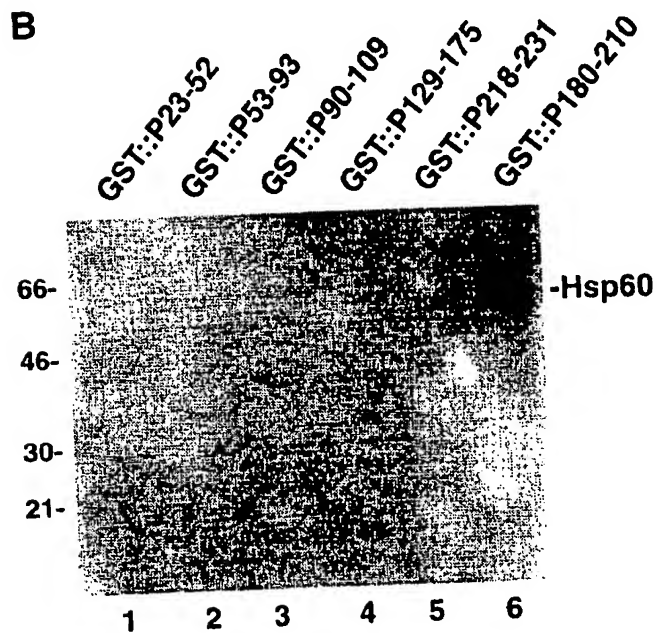 B
GST::P23-52
GST::P53-93
GST::P90-109
GST::P129-175
GST::P218-231
GST::P180-210
66-
-Hsp60
46-
30-
21-
1 2 3 4 5 6